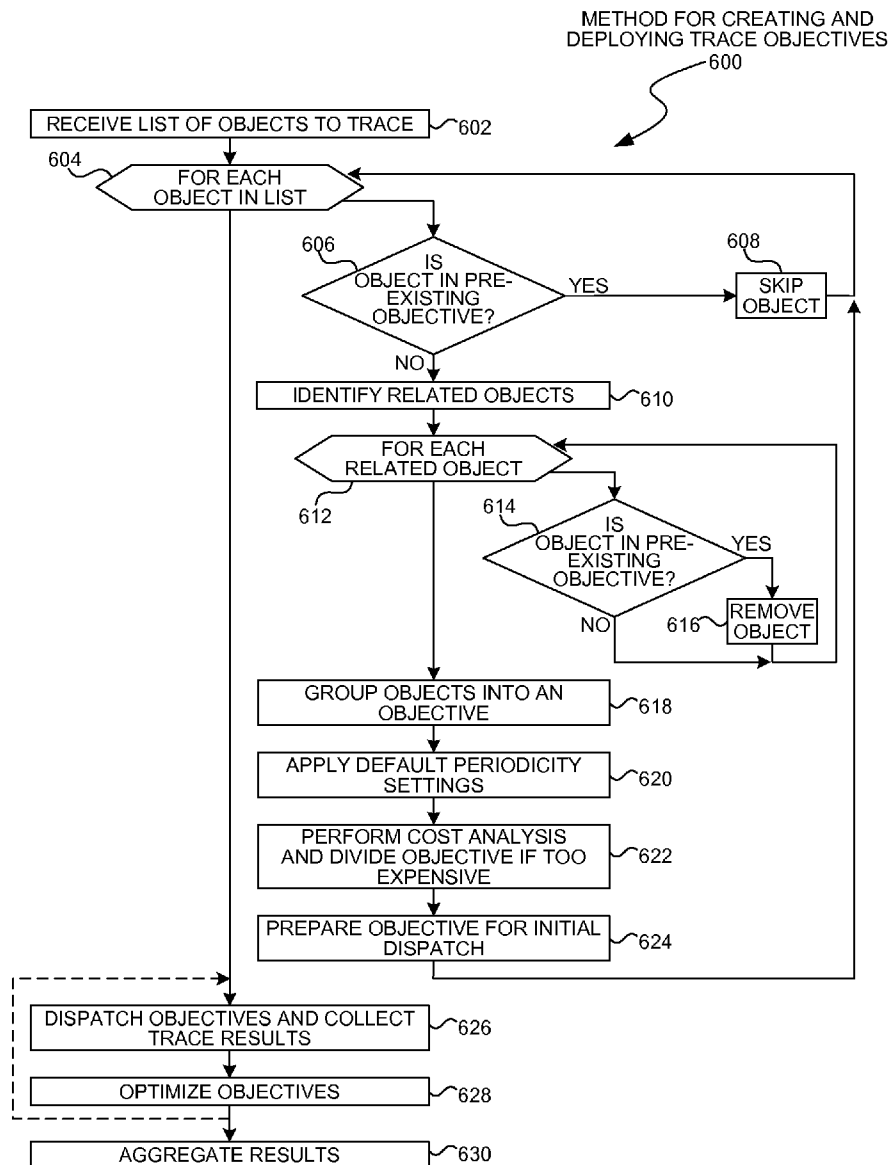 METHOD FOR CREATING AND
DEPLOYING TRACE OBJECTIVES
600
RECEIVE LIST OF OBJECTS TO TRACE
602
604
FOR EACH
OBJECT IN LIST
606
IS
OBJECT IN PRE-
EXISTING
OBJECTIVE?
YES
608
SKIP
OBJECT
NO
IDENTIFY RELATED OBJECTS
610
FOR EACH
RELATED OBJECT
612
614
IS
OBJECT IN PRE-
EXISTING
OBJECTIVE?
YES
NO
616
REMOVE
OBJECT
GROUP OBJECTS INTO AN
OBJECTIVE
618
APPLY DEFAULT PERIODICITY
SETTINGS
620
PERFORM COST ANALYSIS
AND DIVIDE OBJECTIVE IF TOO
EXPENSIVE
622
PREPARE OBJECTIVE FOR INITIAL
DISPATCH
624
DISPATCH OBJECTIVES AND COLLECT
TRACE RESULTS
626
OPTIMIZE OBJECTIVES
628
AGGREGATE RESULTS
630